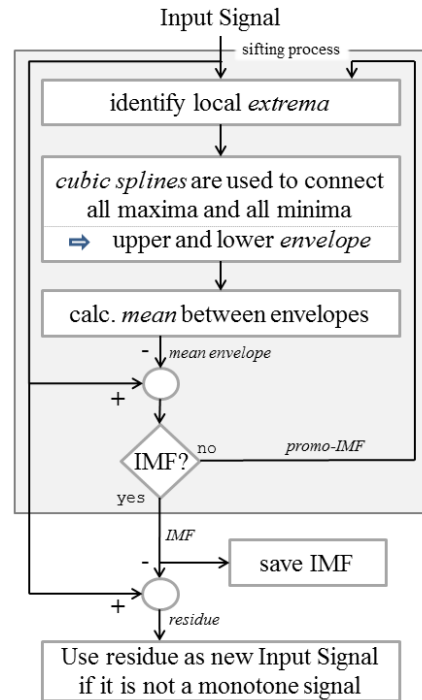 Input Signal
sifting process
identify local extrema
cubic splines are used to connect
all maxima and all minima
⇨ upper and lower envelope
calc. mean between envelopes
- mean envelope
+
IMF?
no
promo-IMF
yes
IMF
-
save IMF
+
residue
Use residue as new Input Signal
if it is not a monotone signal